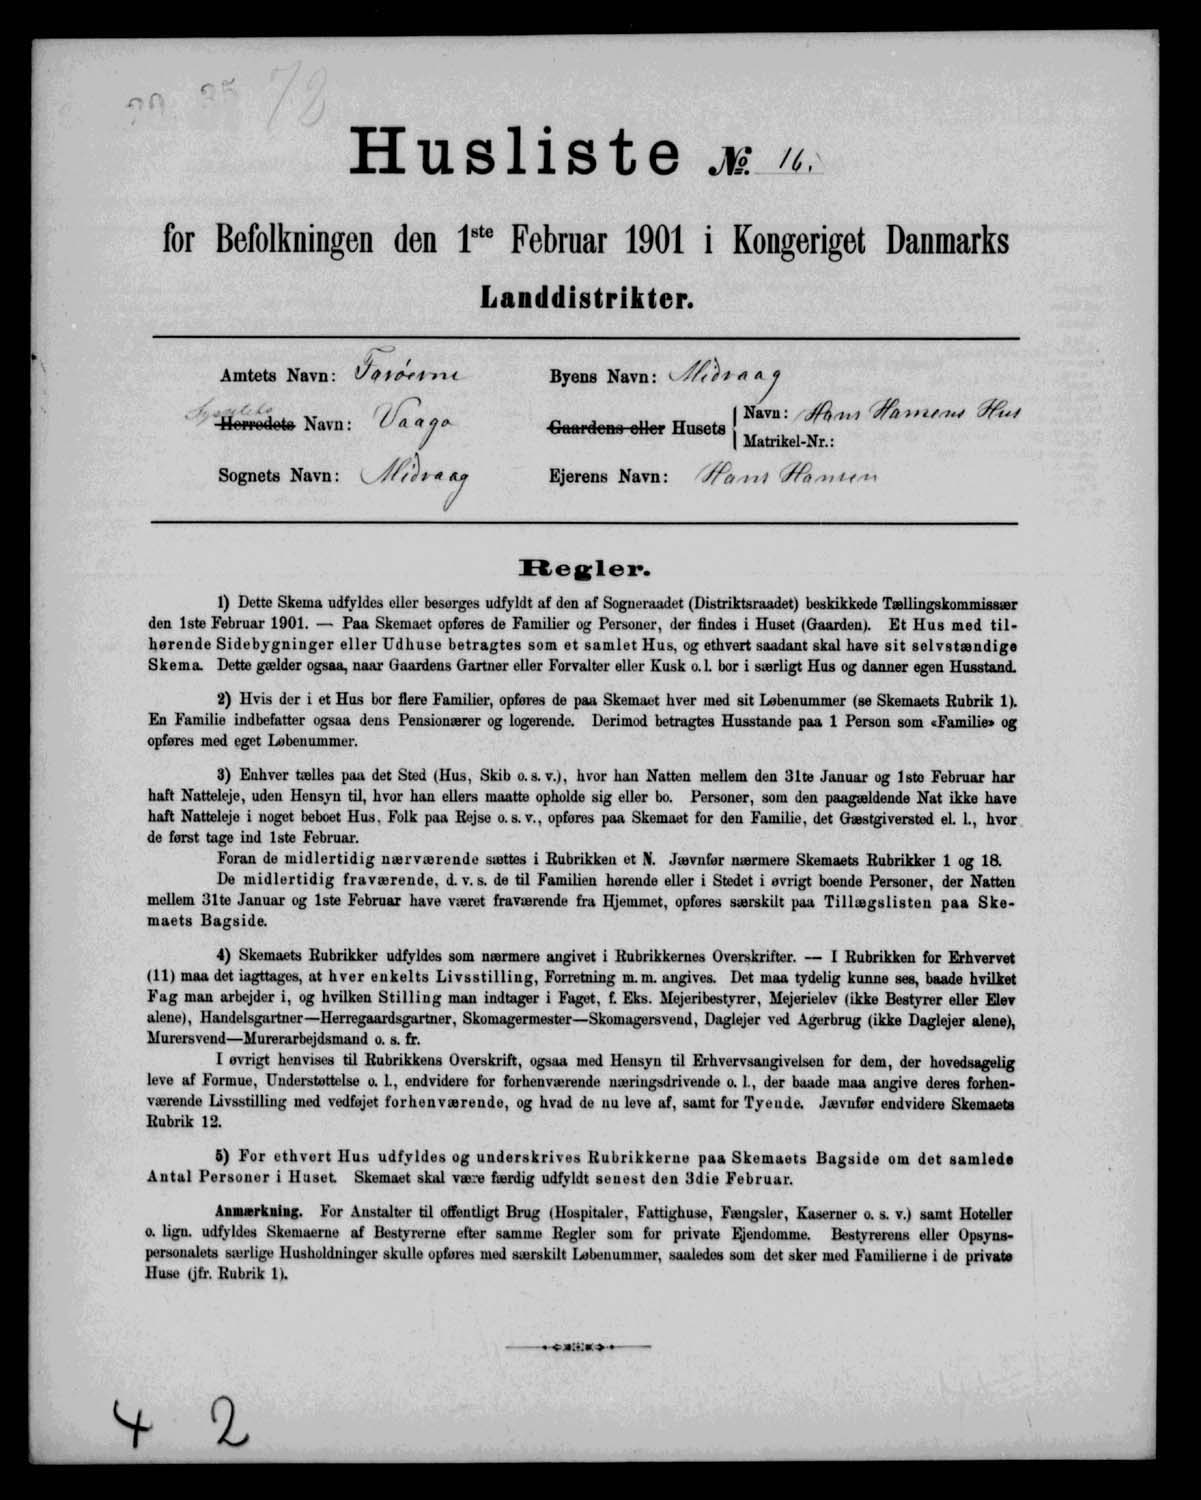 72
Husliste № 16.
for Befolkningen den 1ste Februar 1901 i Kongeriget Danmarks
Landdistrikter.
Amtets Navn: Færøerne
Sysselets
Herredets Navn: Vaagø
Sognets Navn: Midvaag
Byens Navn: Midvaag
Gaardens eller Husets Navn: Hans Hansens Hus
Matrikel-Nr.:
Ejerens Navn: Hans Hansen
Regler.
1) Dette Skema udfyldes eller besørges udfyldt af den af Sogneraadet (Distriktsraadet) beskikkede Tællingskommissær
den 1ste Februar 1901. — Paa Skemaet opføres de Familier og Personer, der findes i Huset (Gaarden). Et Hus med til-
hørende Sidebygninger eller Udhuse betragtes som et samlet Hus, og ethvert saadant skal have sit selvstændige
Skema. Dette gælder ogsaa, naar Gaardens Gartner eller Forvalter eller Kusk o. l. bor i særligt Hus og danner egen Husstand.
2) Hvis der i et Hus bor flere Familier, opføres de paa Skemaet hver med sit Løbenummer (se Skemaets Rubrik 1).
En Familie indbefatter ogsaa dens Pensionærer og logerende. Derimod betragtes Husstande paa 1 Person som «Familie» og
opføres med eget Løbenummer.
3) Enhver tælles paa det Sted (Hus, Skib o. s. v.), hvor han Natten mellem den 31te Januar og 1ste Februar har
haft Natteleje, uden Hensyn til, hvor han ellers maatte opholde sig eller bo. Personer, som den paagældende Nat ikke have
haft Natteleje i noget beboet Hus, Folk paa Rejse o. s. v., opføres paa Skemaet for den Familie, det Gæstgiversted el. l., hvor
de først tage ind 1ste Februar.
Foran de midlertidig nærværende sættes i Rubrikken et N. Jævnfør nærmere Skemaets Rubrikker 1 og 18.
De midlertidig fraværende, d. v. s. de til Familien hørende eller i Stedet i øvrigt boende Personer, der Natten
mellem 31te Januar og 1ste Februar have været fraværende fra Hjemmet, opføres særskilt paa Tillægslisten paa Ske-
maets Bagside.
4) Skemaets Rubrikker udfyldes som nærmere angivet i Rubrikkernes Overskrifter. — I Rubrikken for Erhvervet
(11) maa det iagttages, at hver enkelts Livsstilling, Forretning m. m. angives. Det maa tydelig kunne ses, baade hvilket
Fag man arbejder i, og hvilken Stilling man indtager i Faget, f. Eks. Mejeribestyrer, Mejerielev (ikke Bestyrer eller Elev
alene), Handelsgartner—Herregaardsgartner, Skomagermester—Skomagersvend, Daglejer ved Agerbrug (ikke Daglejer alene),
Murersvend—Murerarbejdsmand o. s. fr.
I øvrigt henvises til Rubrikkens Overskrift, ogsaa med Hensyn til Erhvervsangivelsen for dem, der hovedsagelig
leve af Formue, Understøttelse o. l., endvidere for forhenværende næringsdrivende o. l., der baade maa angive deres forhen-
værende Livsstilling med vedføjet forhenværende, og hvad de nu leve af, samt for Tyende. Jævnfør endvidere Skemaets
Rubrik 12.
5) For ethvert Hus udfyldes og underskrives Rubrikkerne paa Skemaets Bagside om det samlede
Antal Personer i Huset. Skemaet skal være færdig udfyldt senest den 3die Februar.
Anmærkning. For Anstalter til offentligt Brug (Hospitaler, Fattighuse, Fængsler, Kaserner o. s. v.) samt Hoteller
o. lign. udfyldes Skemaerne af Bestyrerne efter samme Regler som for private Ejendomme. Bestyrerens eller Opsyns-
personalets særlige Husholdninger skulle opføres med særskilt Løbenummer, saaledes som det sker med Familierne i de private
Huse (jfr. Rubrik 1).
4 2